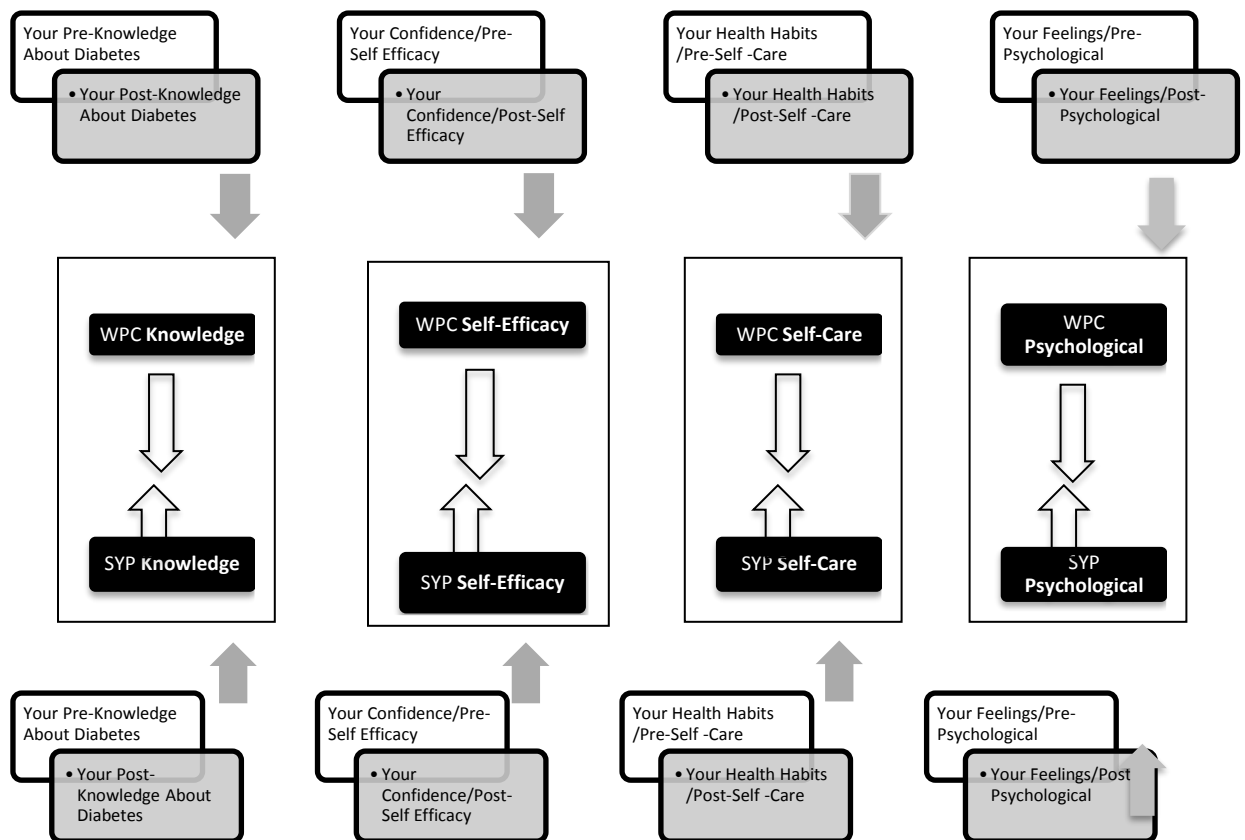 Your Pre-Knowledge
About Diabetes
• Your Post-Knowledge
About Diabetes
Your Confidence/Pre-
Self Efficacy
• Your
Confidence/Post-Self
Efficacy
Your Health Habits
/Pre-Self -Care
• Your Health Habits
/Post-Self -Care
Your Feelings/Pre-
Psychological
• Your Feelings/Post-
Psychological
WPC Knowledge
SYP Knowledge
WPC Self-Efficacy
SYP Self-Efficacy
WPC Self-Care
SYP Self-Care
WPC
Psychological
SYP
Psychological
Your Pre-Knowledge
About Diabetes
• Your Post-
Knowledge About
Diabetes
Your Confidence/Pre-
Self Efficacy
• Your
Confidence/Post-
Self Efficacy
Your Health Habits
/Pre-Self -Care
• Your Health Habits
/Post-Self -Care
Your Feelings/Pre-
Psychological
• Your Feelings/Post
Psychological